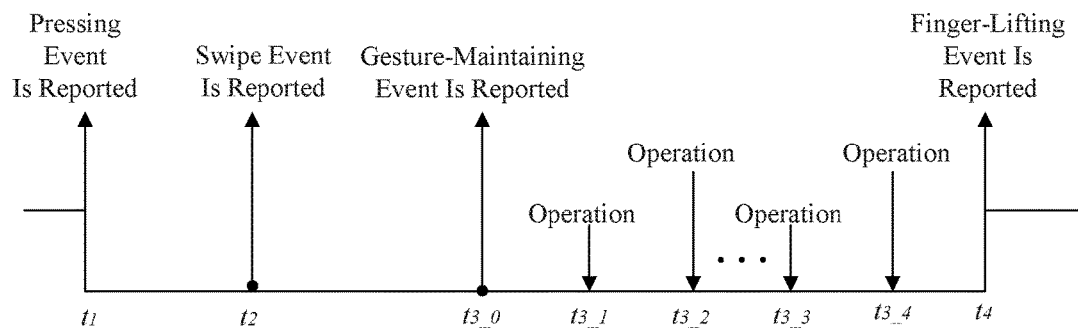 Pressing
Event
Is Reported
Swipe Event
Is Reported
Gesture-Maintaining
Event Is Reported
Finger-Lifting
Event Is
Reported
Operation
Operation
Operation
Operation
...
t1
t2
t3_0
t3_1
t3_2
t3_3
t3_4
t4